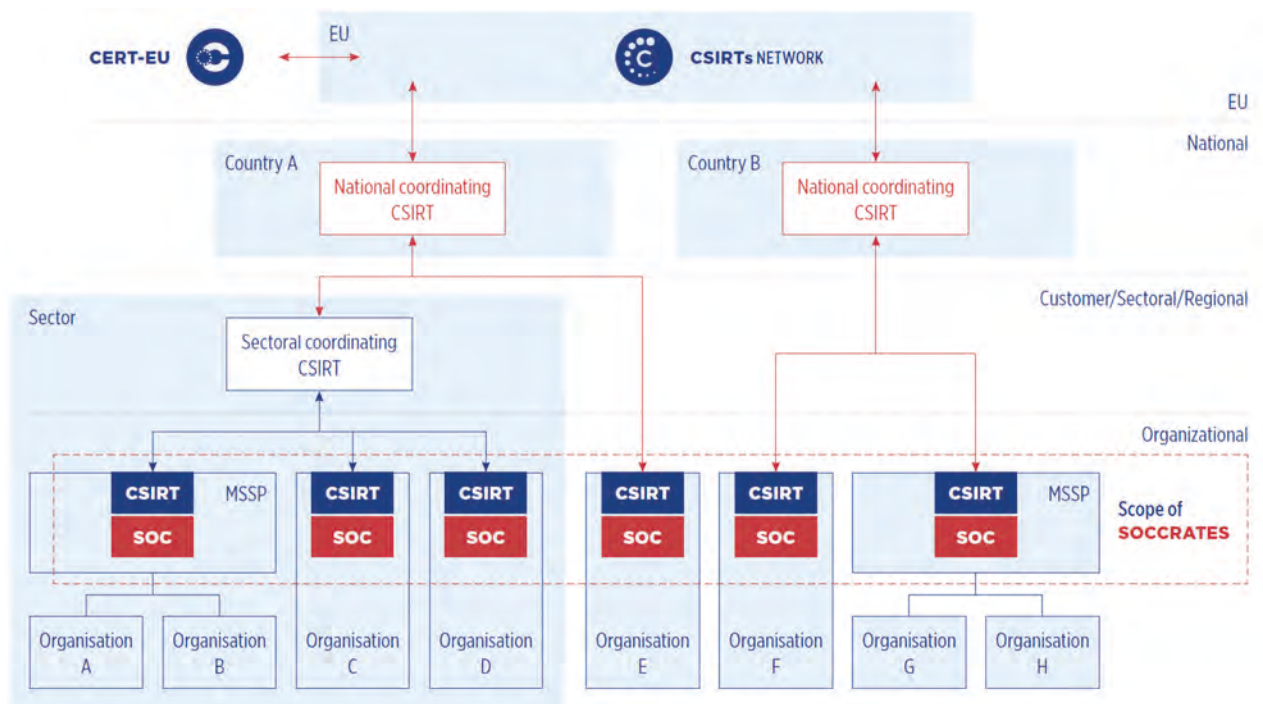 EU
CERT-EU
C
C
CSIRTs NETWORK
EU
National
Country A
National coordinating
CSIRT
Country B
National coordinating
CSIRT
Customer/Sectoral/Regional
Sector
Sectoral coordinating
CSIRT
Organizational
CSIRT
MSSP
SOC
CSIRT
SOC
CSIRT
SOC
CSIRT
SOC
CSIRT
SOC
CSIRT
MSSP
SOC
Scope of
SOCCRATES
Organisation
A
Organisation
B
Organisation
C
Organisation
D
Organisation
E
Organisation
F
Organisation
G
Organisation
H